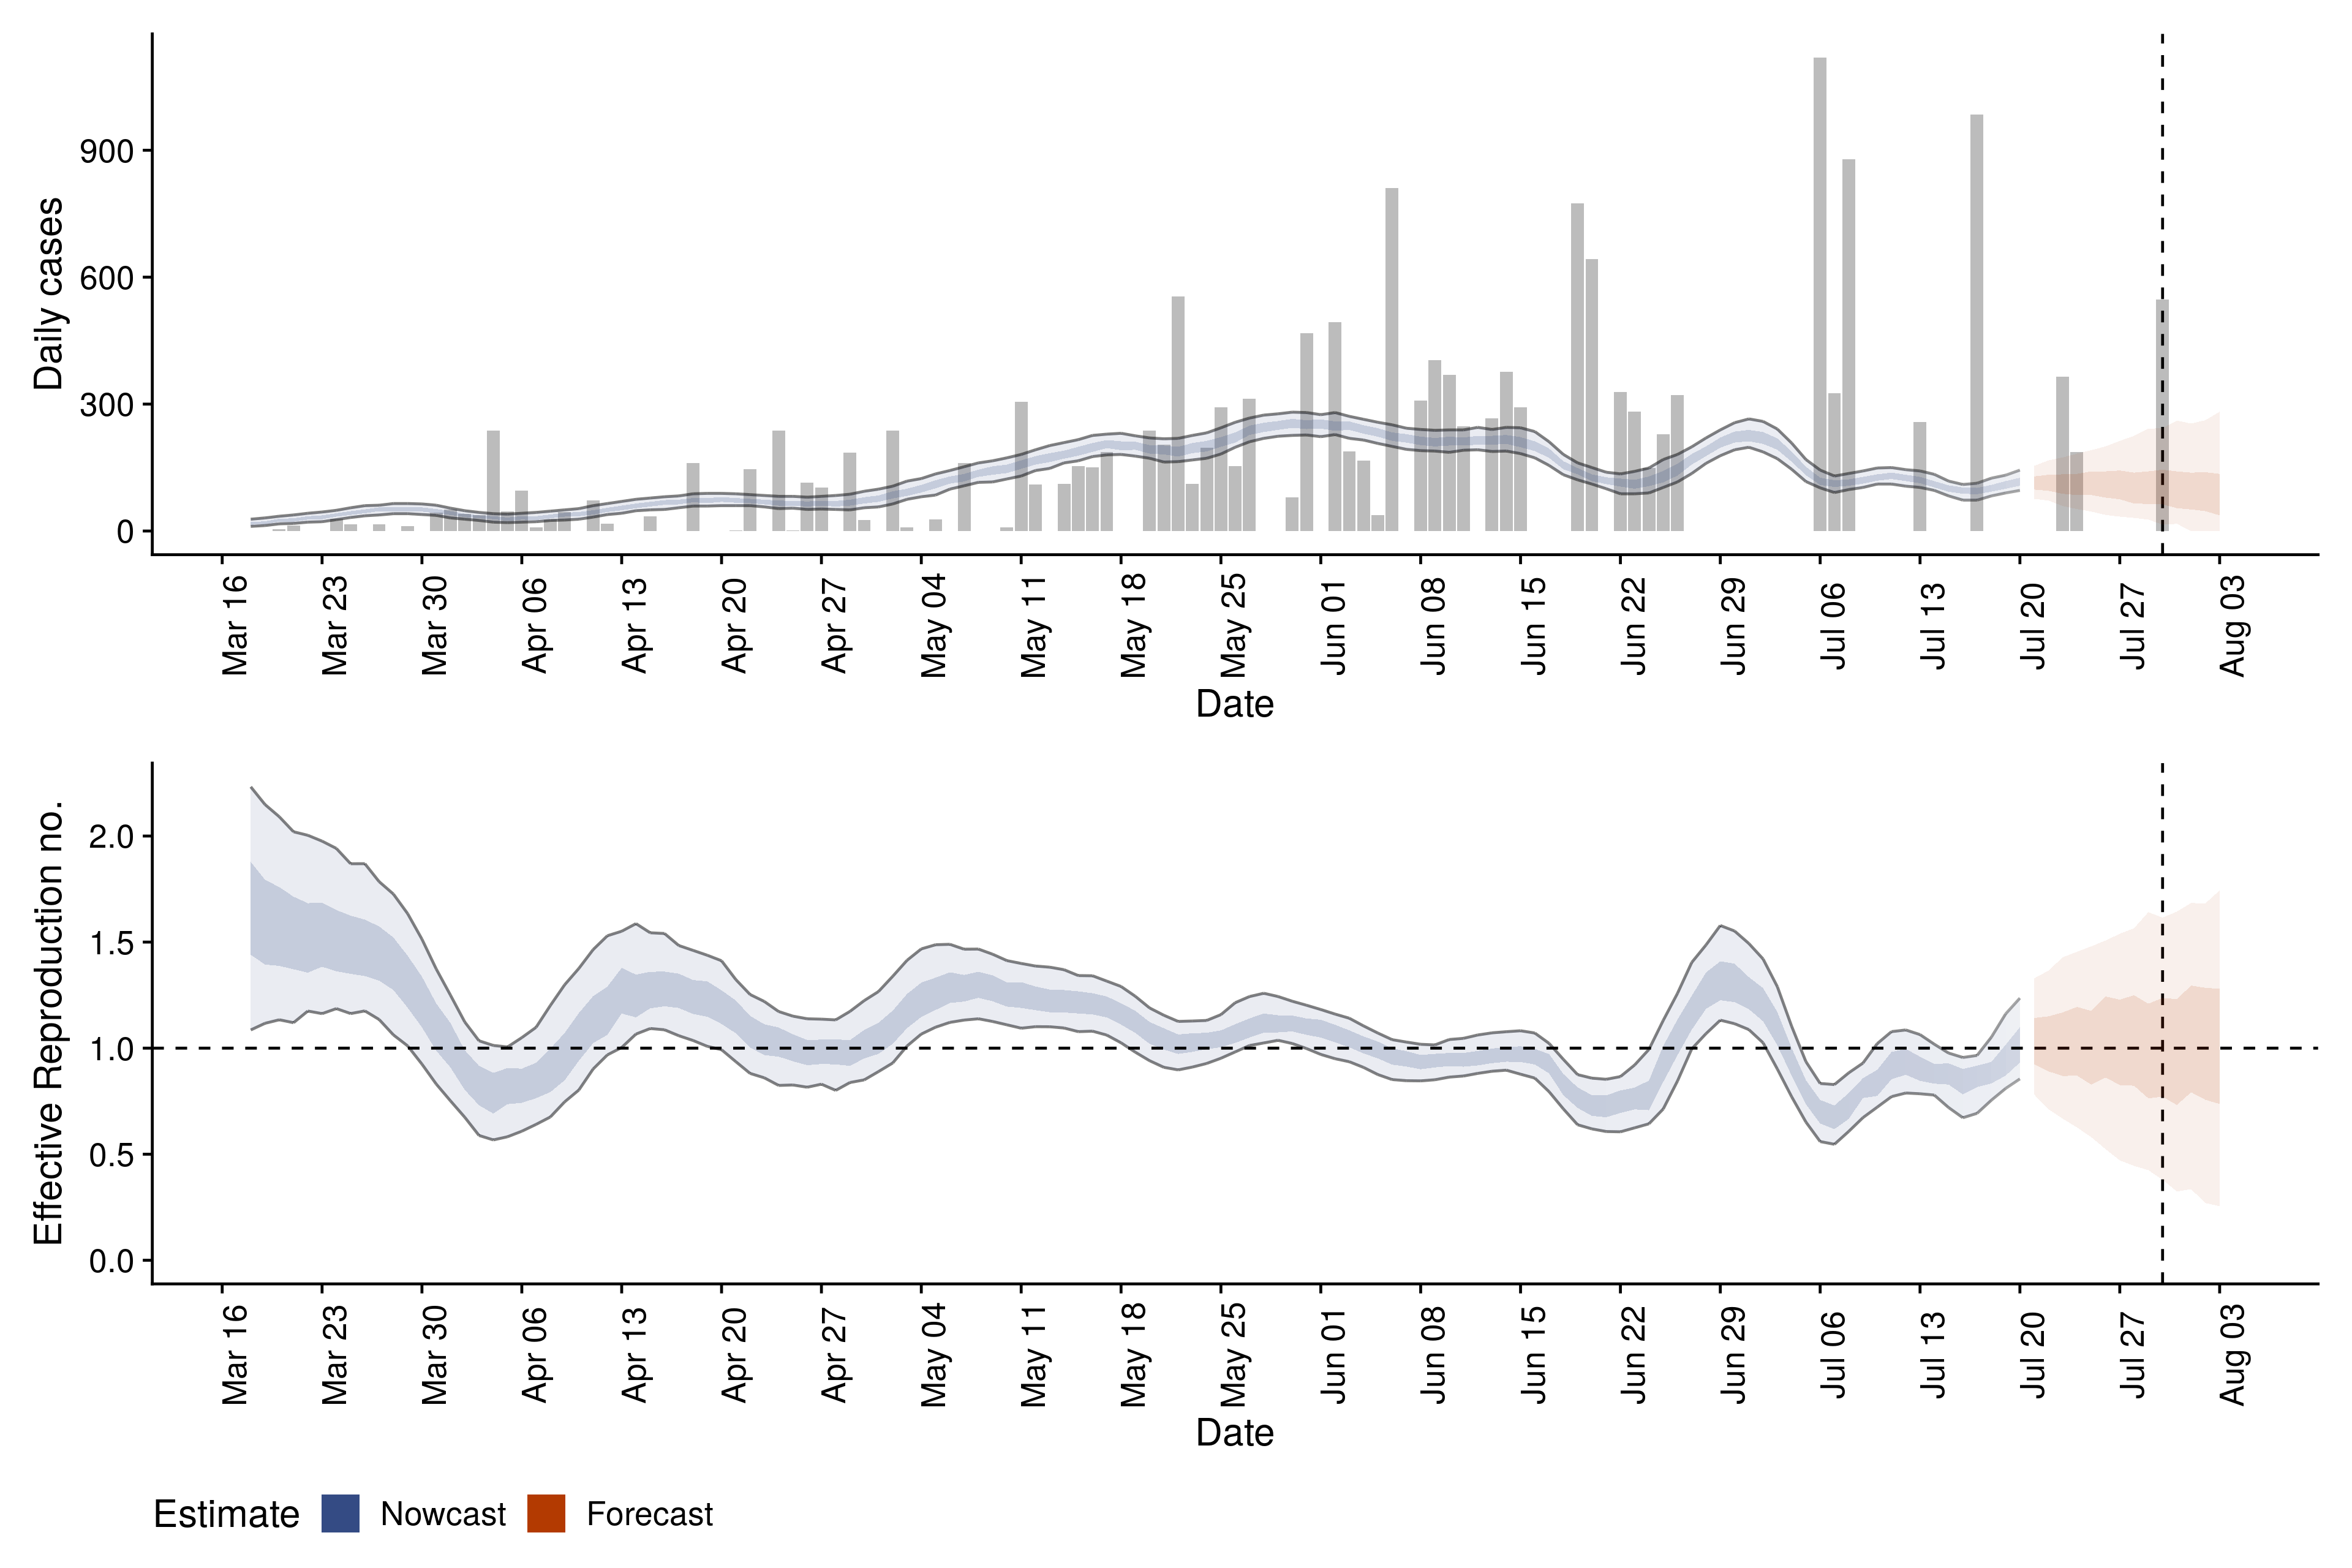 Daily cases
900
600
300
0
Mar 16
Mar 23
Mar 30
Apr 06
Apr 13
Apr 20
Apr 27
May 04
May 11
May 18
May 25
Jun 01
Jun 08
Jun 15
Jun 22
Jun 29
Jul 06
Jul 13
Jul 20
Jul 27
Aug 03
Date
Effective Reproduction no.
2.0
1.5
1.0
0.5
0.0
Mar 16
Mar 23
Mar 30
Apr 06
Apr 13
Apr 20
Apr 27
May 04
May 11
May 18
May 25
Jun 01
Jun 08
Jun 15
Jun 22
Jun 29
Jul 06
Jul 13
Jul 20
Jul 27
Aug 03
Date
Estimate Nowcast Forecast